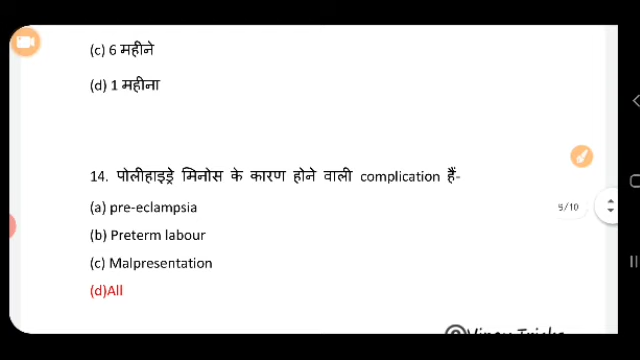 (c) 6 महीने
(d) 1 महीना
14. पोलीहाइड्रे मिनोस के कारण होने वाली complication हैं-
(a) pre-eclampsia
(b) Preterm labour
(c) Malpresentation
(d)All
9/10